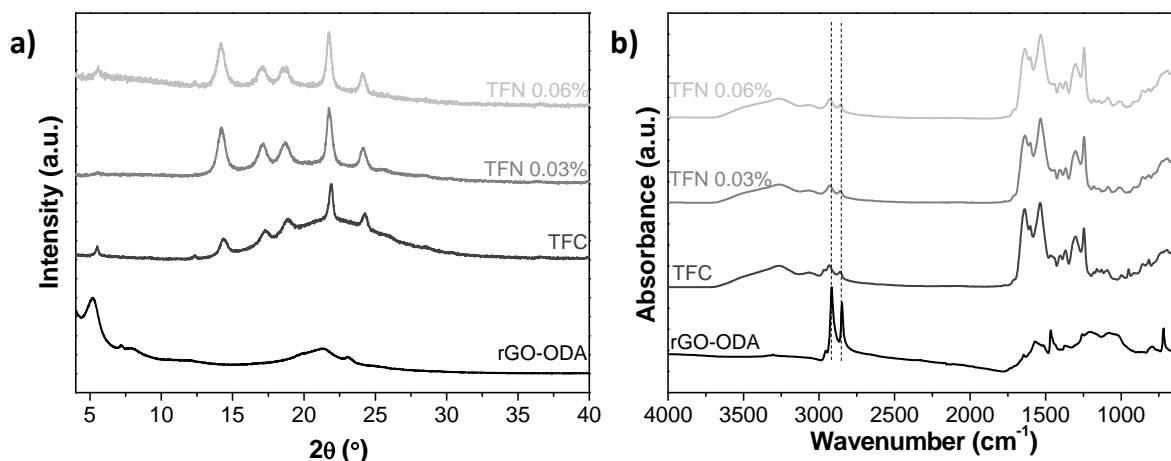 a)
Intensity (a.u.)
TFN 0.06%
TFN 0.03%
TFC
rGO-ODA
5 10 15 20 25 30 35 40
2θ (°)
b)
Absorbance (a.u.)
TFN 0.06%
TFN 0.03%
TFC
rGO-ODA
4000 3500 3000 2500 2000 1500 1000
Wavenumber (cm⁻¹)